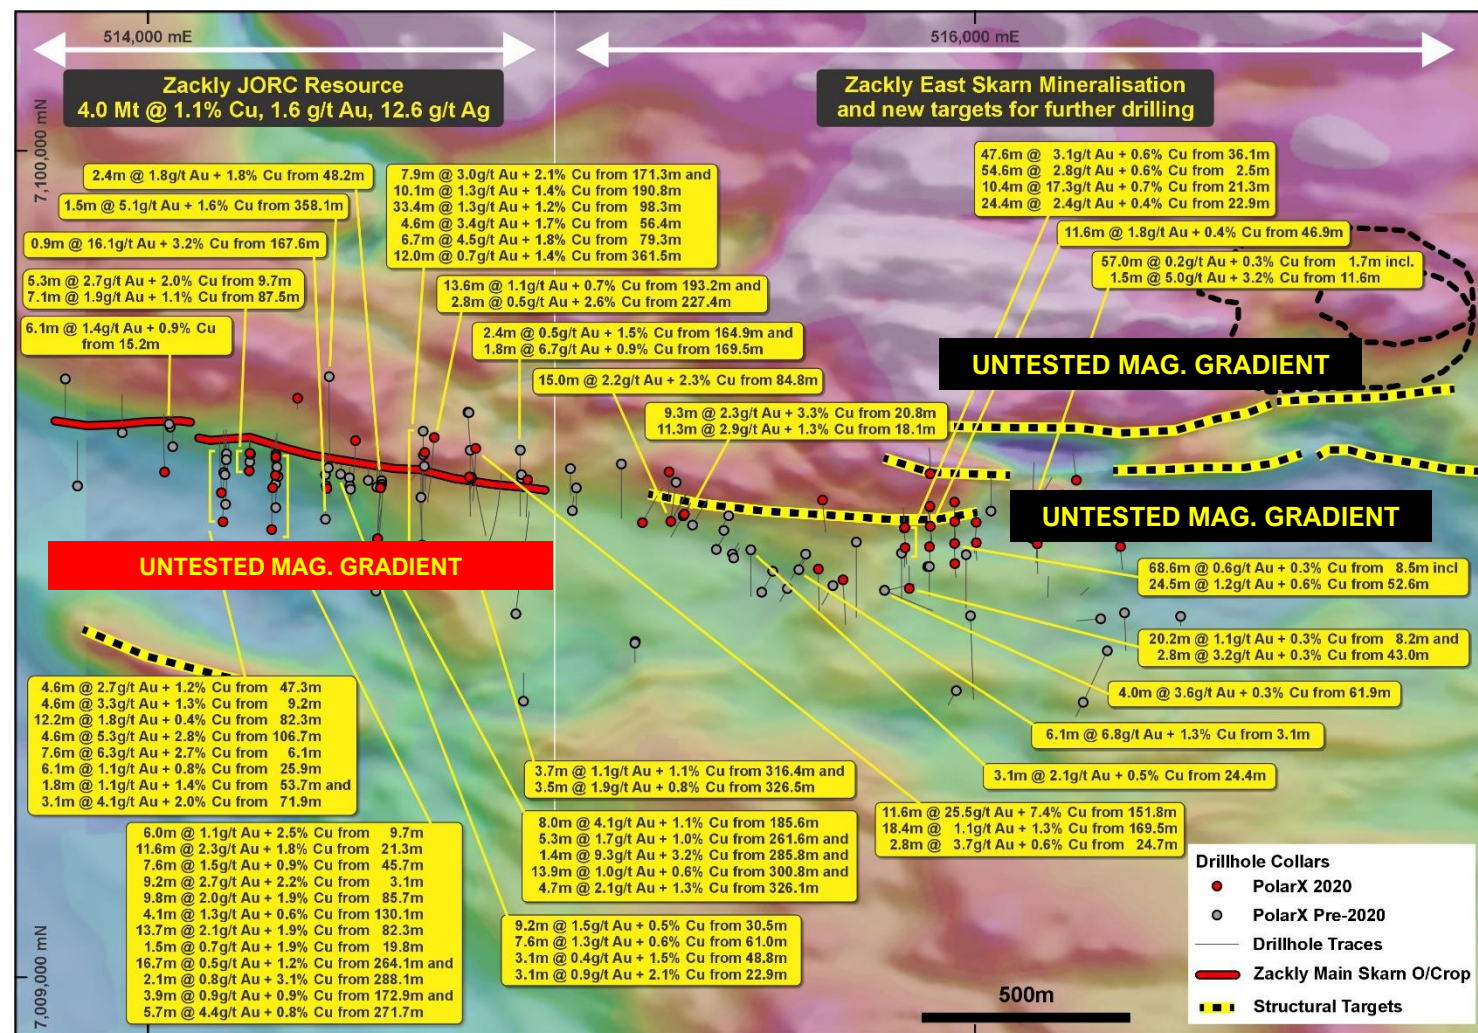 514,000 mE
516,000 mE
7,100,000 mN
7,009,000 mN
Zackly JORC Resource
4.0 Mt @ 1.1% Cu, 1.6 g/t Au, 12.6 g/t Ag
Zackly East Skarn Mineralisation
and new targets for further drilling
2.4m @ 1.8g/t Au + 1.8% Cu from 48.2m
1.5m @ 5.1g/t Au + 1.6% Cu from 358.1m
0.9m @ 16.1g/t Au + 3.2% Cu from 167.6m
5.3m @ 2.7g/t Au + 2.0% Cu from 9.7m
7.1m @ 1.9g/t Au + 1.1% Cu from 87.5m
6.1m @ 1.4g/t Au + 0.9% Cu
from 15.2m
7.9m @ 3.0g/t Au + 2.1% Cu from 171.3m and
10.1m @ 1.3g/t Au + 1.4% Cu from 190.8m
33.4m @ 1.3g/t Au + 1.2% Cu from 98.3m
4.6m @ 3.4g/t Au + 1.7% Cu from 56.4m
6.7m @ 4.5g/t Au + 1.8% Cu from 79.3m
12.0m @ 0.7g/t Au + 1.4% Cu from 361.5m
13.6m @ 1.1g/t Au + 0.7% Cu from 193.2m and
2.8m @ 0.5g/t Au + 2.6% Cu from 227.4m
2.4m @ 0.5g/t Au + 1.5% Cu from 164.9m and
1.8m @ 6.7g/t Au + 0.9% Cu from 169.5m
15.0m @ 2.2g/t Au + 2.3% Cu from 84.8m
9.3m @ 2.3g/t Au + 3.3% Cu from 20.8m
11.3m @ 2.9g/t Au + 1.3% Cu from 18.1m
47.6m @ 3.1g/t Au + 0.6% Cu from 36.1m
54.6m @ 2.8g/t Au + 0.6% Cu from 2.5m
10.4m @ 17.3g/t Au + 0.7% Cu from 21.3m
24.4m @ 2.4g/t Au + 0.4% Cu from 22.9m
11.6m @ 1.8g/t Au + 0.4% Cu from 46.9m
57.0m @ 0.2g/t Au + 0.3% Cu from 1.7m incl.
1.5m @ 5.0g/t Au + 3.2% Cu from 11.6m
UNTESTED MAG. GRADIENT
UNTESTED MAG. GRADIENT
UNTESTED MAG. GRADIENT
68.6m @ 0.6g/t Au + 0.3% Cu from 8.5m incl
24.5m @ 1.2g/t Au + 0.6% Cu from 52.6m
20.2m @ 1.1g/t Au + 0.3% Cu from 8.2m and
2.8m @ 3.2g/t Au + 0.3% Cu from 43.0m
4.0m @ 3.6g/t Au + 0.3% Cu from 61.9m
6.1m @ 6.8g/t Au + 1.3% Cu from 3.1m
3.1m @ 2.1g/t Au + 0.5% Cu from 24.4m
11.6m @ 25.5g/t Au + 7.4% Cu from 151.8m
18.4m @ 1.1g/t Au + 1.3% Cu from 169.5m
2.8m @ 3.7g/t Au + 0.6% Cu from 24.7m
4.6m @ 2.7g/t Au + 1.2% Cu from 47.3m
4.6m @ 3.3g/t Au + 1.3% Cu from 9.2m
12.2m @ 1.8g/t Au + 0.4% Cu from 82.3m
4.6m @ 5.3g/t Au + 2.8% Cu from 106.7m
7.6m @ 6.3g/t Au + 2.7% Cu from 6.1m
6.1m @ 1.1g/t Au + 0.8% Cu from 25.9m
1.8m @ 1.1g/t Au + 1.4% Cu from 53.7m and
3.1m @ 4.1g/t Au + 2.0% Cu from 71.9m
6.0m @ 1.1g/t Au + 2.5% Cu from 9.7m
11.6m @ 2.3g/t Au + 1.8% Cu from 21.3m
7.6m @ 1.5g/t Au + 0.9% Cu from 45.7m
9.2m @ 2.7g/t Au + 2.2% Cu from 3.1m
9.8m @ 2.0g/t Au + 1.9% Cu from 85.7m
4.1m @ 1.3g/t Au + 0.6% Cu from 130.1m
13.7m @ 2.1g/t Au + 1.9% Cu from 82.3m
1.5m @ 0.7g/t Au + 1.9% Cu from 19.8m
16.7m @ 0.5g/t Au + 1.2% Cu from 264.1m and
2.1m @ 0.8g/t Au + 3.1% Cu from 288.1m
3.9m @ 0.9g/t Au + 0.9% Cu from 172.9m and
5.7m @ 4.4g/t Au + 0.8% Cu from 271.7m
3.7m @ 1.1g/t Au + 1.1% Cu from 316.4m and
3.5m @ 1.9g/t Au + 0.8% Cu from 326.5m
8.0m @ 4.1g/t Au + 1.1% Cu from 185.6m
5.3m @ 1.7g/t Au + 1.0% Cu from 261.6m and
1.4m @ 9.3g/t Au + 3.2% Cu from 285.8m and
13.9m @ 1.0g/t Au + 0.6% Cu from 300.8m and
4.7m @ 2.1g/t Au + 1.3% Cu from 326.1m
9.2m @ 1.5g/t Au + 0.5% Cu from 30.5m
7.6m @ 1.3g/t Au + 0.6% Cu from 61.0m
3.1m @ 0.4g/t Au + 1.5% Cu from 48.8m
3.1m @ 0.9g/t Au + 2.1% Cu from 22.9m
500m
Drillhole Collars
PolarX 2020
PolarX Pre-2020
Drillhole Traces
Zackly Main Skarn O/Crop
Structural Targets